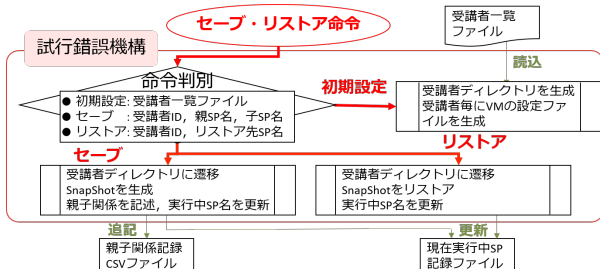 セーブ・リストア命令
受講者一覧
ファイル
試行錯誤機構
読込
命令判別
初期設定
● 初期設定: 受講者一覧ファイル
● セーブ : 受講者ID，親SP名，子SP名
● リストア: 受講者ID，リストア先SP名
受講者ディレクトリを生成
受講者毎にVMの設定ファ
イルを生成
セーブ
リストア
受講者ディレクトリに遷移
SnapShotを生成
親子関係を記述，実行中SP名を更新
受講者ディレクトリに遷移
SnapShotをリストア
実行中SP名を更新
追記
更新
親子関係記録
CSVファイル
現在実行中SP
記録ファイル